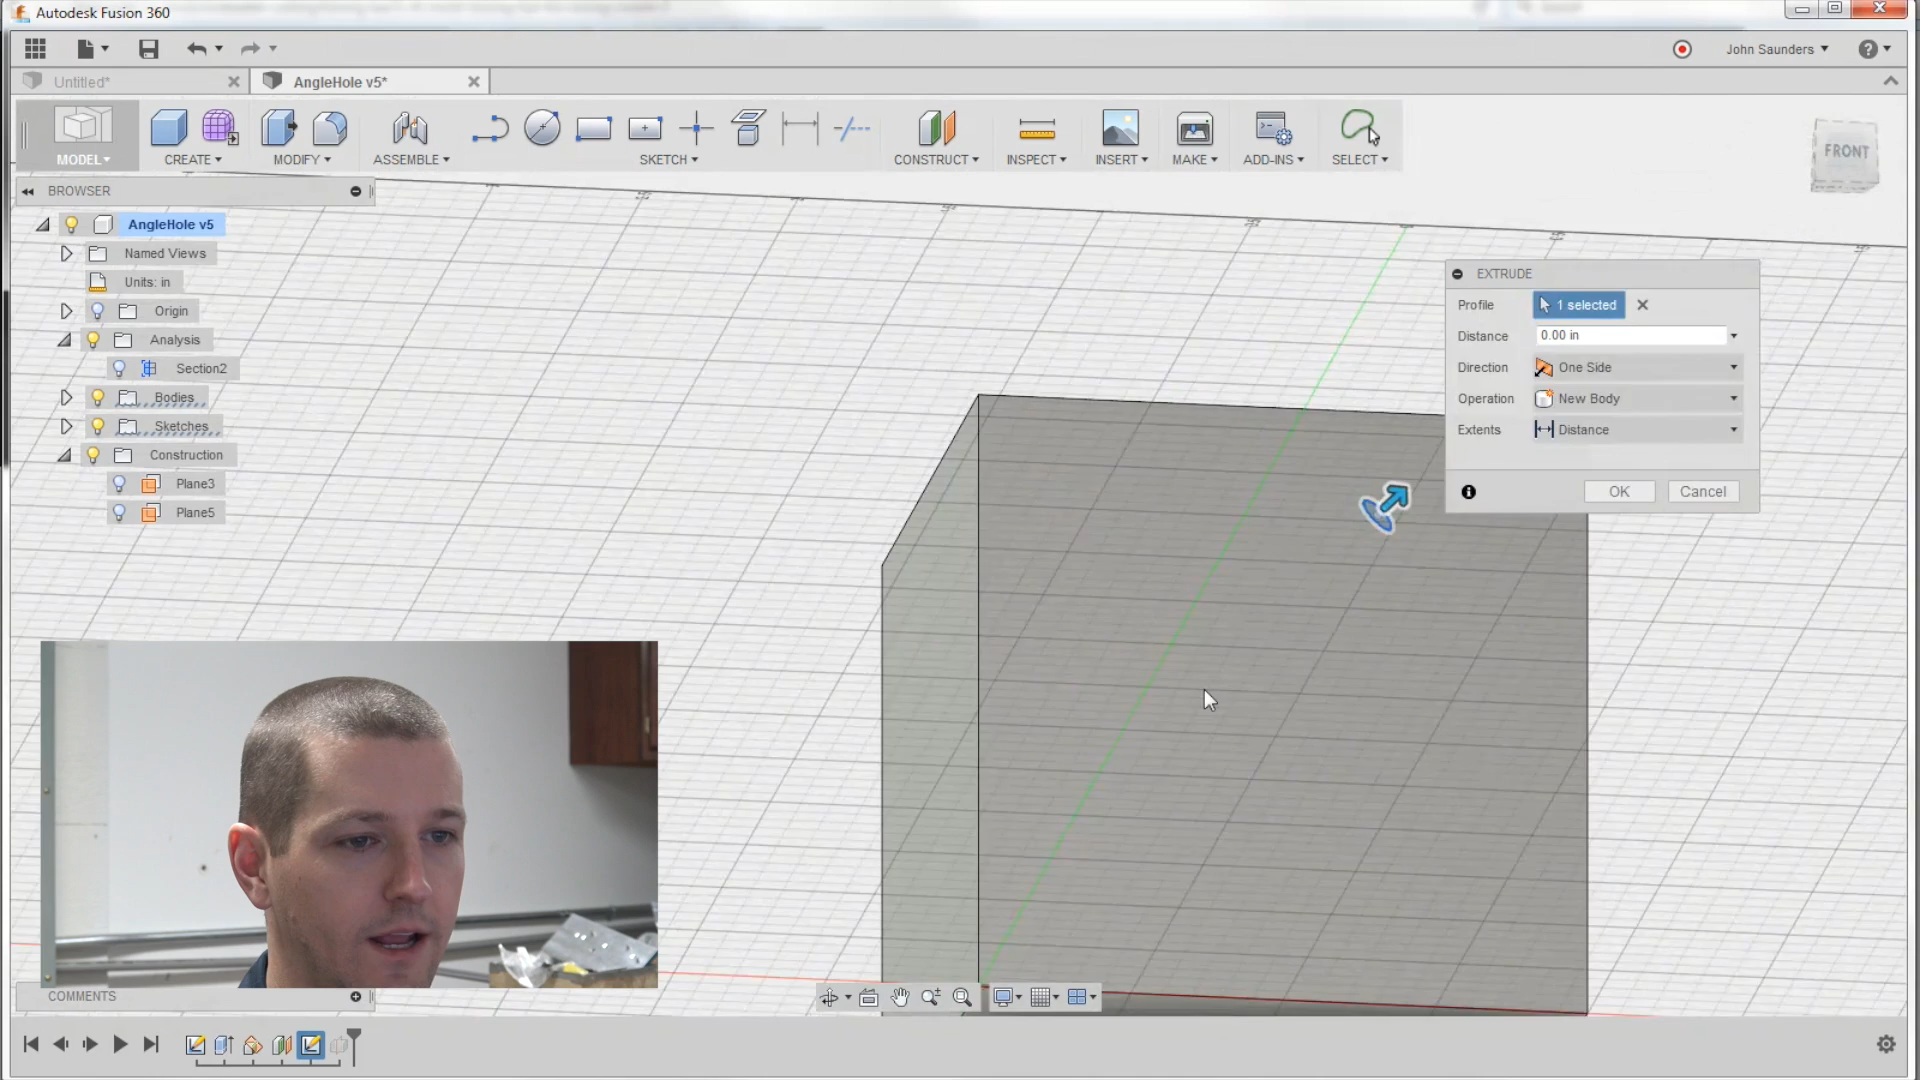 Autodesk Fusion 360
John Saunders
Untitled*
AngleHole v5*
MODEL
CREATE
MODIFY
ASSEMBLE
SKETCH
CONSTRUCT
INSPECT
INSERT
MAKE
ADD-INS
SELECT
FRONT
BROWSER
AngleHole v5
Named Views
Units: in
Origin
Analysis
Section2
Bodies
Sketches
Construction
Plane3
Plane5
EXTRUDE
Profile 1 selected
Distance 0.00 in
Direction One Side
Operation New Body
Extents Distance
OK Cancel
COMMENTS